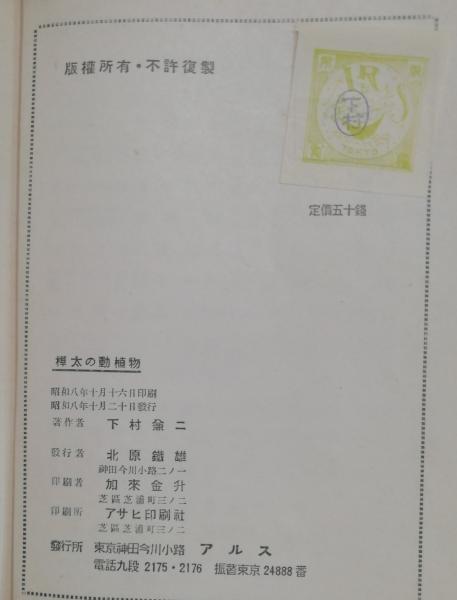 版權所有・不許復製
下村
TOKYO
定價五十錢
樺太の動植物
昭和八年十月十六日印刷
昭和八年十月二十日發行
著作者 下村兼二
發行者 北原鐵雄
神田今川小路二ノ一
印刷者 加來金升
芝區芝浦町三ノ二
印刷所 アサヒ印刷社
芝區芝浦町三ノ二
發行所 東京神田今川小路 アルス
電話九段 2175・2176 振替東京 24888 番